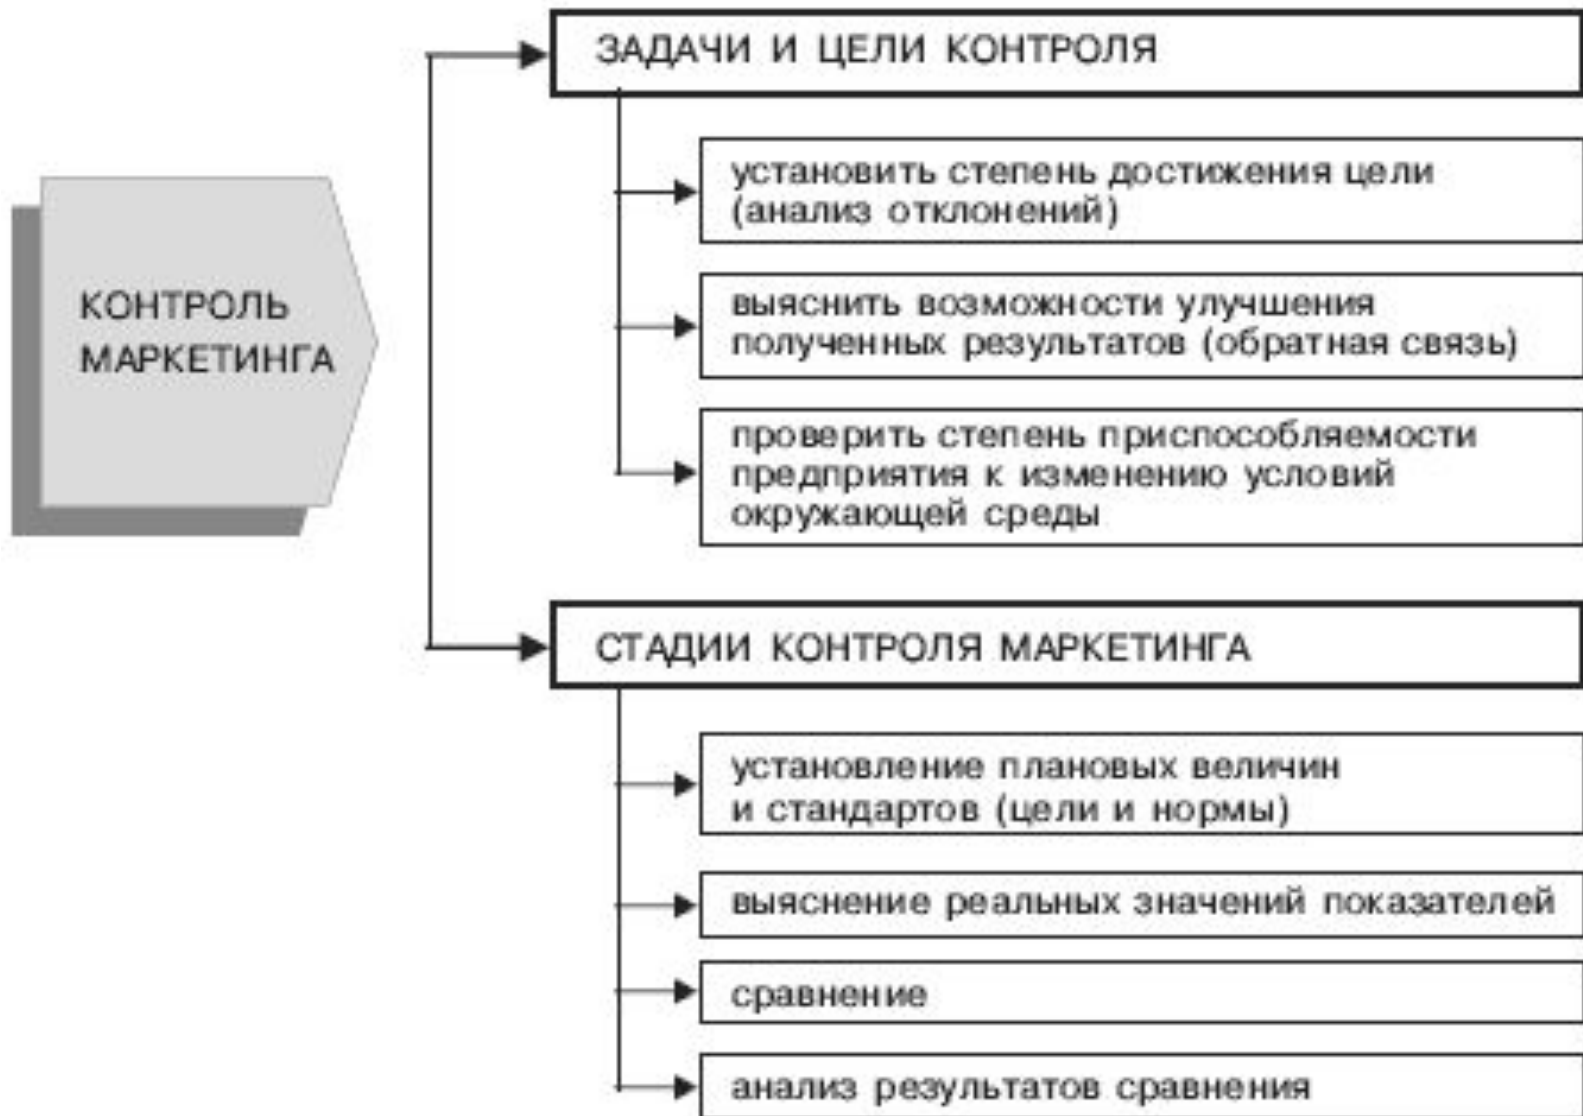 КОНТРОЛЬ
МАРКЕТИНГА
ЗАДАЧИ И ЦЕЛИ КОНТРОЛЯ
установить степень достижения цели
(анализ отклонений)
выяснить возможности улучшения
полученных результатов (обратная связь)
проверить степень приспособляемости
предприятия к изменению условий
окружающей среды
СТАДИИ КОНТРОЛЯ МАРКЕТИНГА
установление плановых величин
и стандартов (цели и нормы)
выяснение реальных значений показателей
сравнение
анализ результатов сравнения